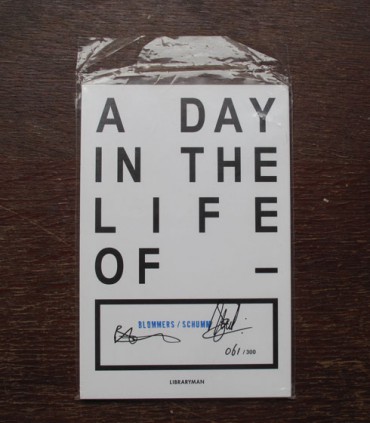 A DAY
IN THE
LIFE
OF –
BLOMMERS / SCHUMM
061 / 300
LIBRARYMAN